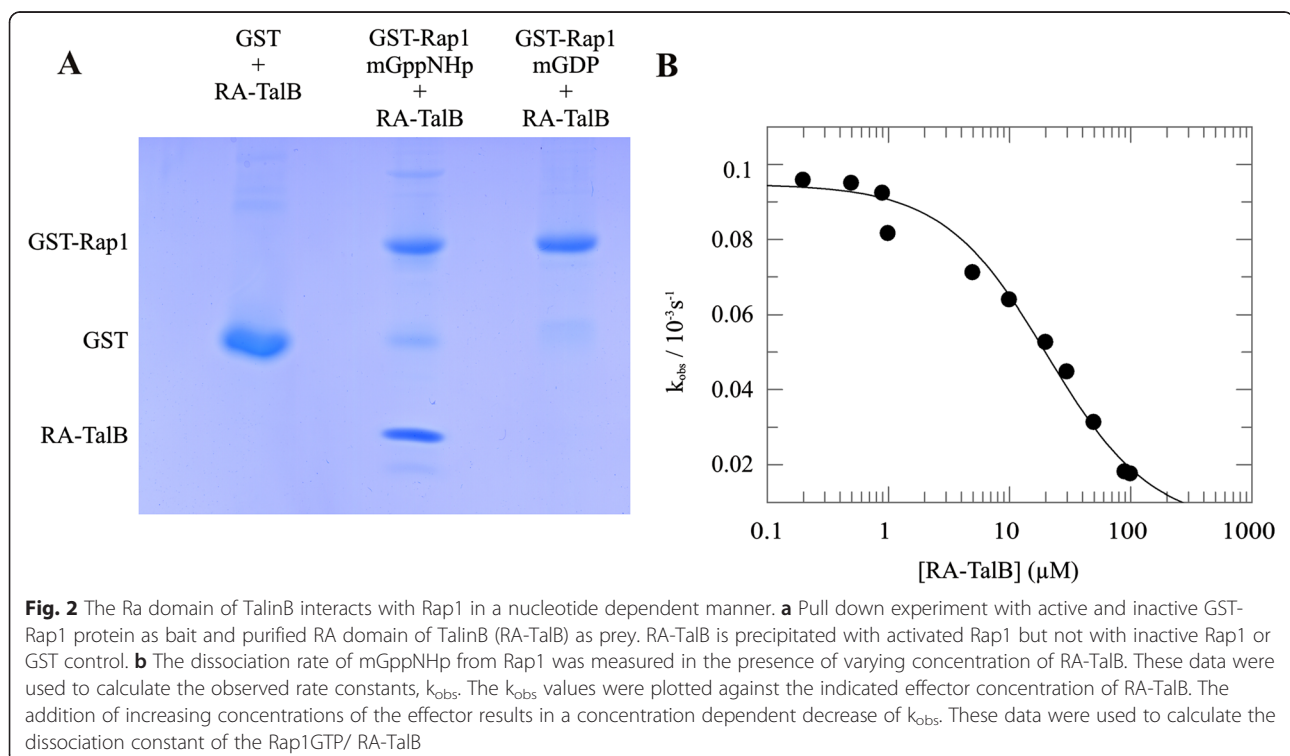 A
GST
+
RA-TalB
GST-Rap1
mGppNHp
+
RA-TalB
GST-Rap1
mGDP
+
RA-TalB
GST-Rap1
GST
RA-TalB
B
0.1
0.08
0.06
0.04
0.02
k_obs / 10⁻³s⁻¹
0.1 1 10 100 1000
[RA-TalB] (µM)
Fig. 2 The Ra domain of TalinB interacts with Rap1 in a nucleotide dependent manner. a Pull down experiment with active and inactive GST-
Rap1 protein as bait and purified RA domain of TalinB (RA-TalB) as prey. RA-TalB is precipitated with activated Rap1 but not with inactive Rap1 or
GST control. b The dissociation rate of mGppNHp from Rap1 was measured in the presence of varying concentration of RA-TalB. These data were
used to calculate the observed rate constants, k_obs. The k_obs values were plotted against the indicated effector concentration of RA-TalB. The
addition of increasing concentrations of the effector results in a concentration dependent decrease of k_obs. These data were used to calculate the
dissociation constant of the Rap1GTP/ RA-TalB